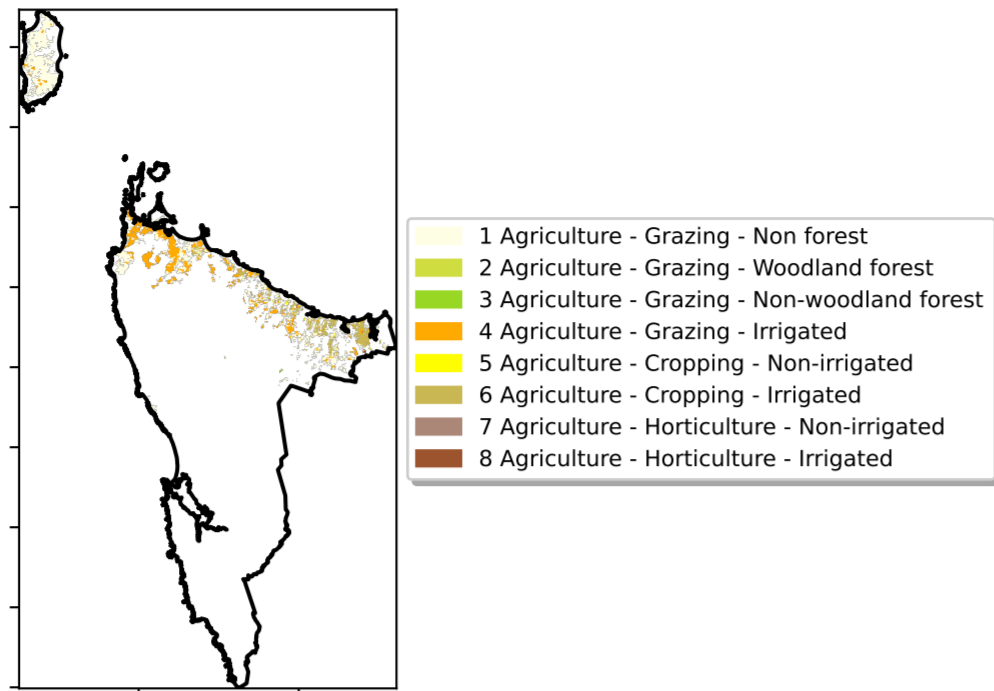 1 Agriculture - Grazing - Non forest
2 Agriculture - Grazing - Woodland forest
3 Agriculture - Grazing - Non-woodland forest
4 Agriculture - Grazing - Irrigated
5 Agriculture - Cropping - Non-irrigated
6 Agriculture - Cropping - Irrigated
7 Agriculture - Horticulture - Non-irrigated
8 Agriculture - Horticulture - Irrigated